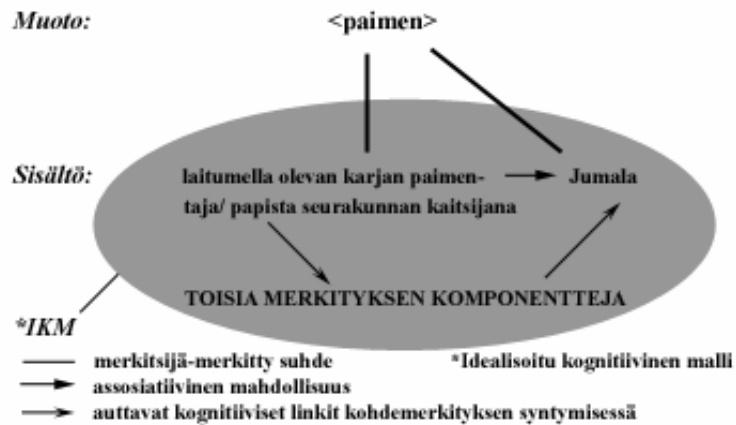 Muoto: <paimen>
Sisältö: laitumella olevan karjan paimen- Jumala
taja/ papista seurakunnan kaitsijana
TOISIA MERKITYKSEN KOMPONENTTEJA
*IKM
merkitsijä-merkitty suhde *Idealisoitu kognitiivinen malli
assosiatiivinen mahdollisuus
auttavat kognitiiviset linkit kohdemerkityksen syntymisessä